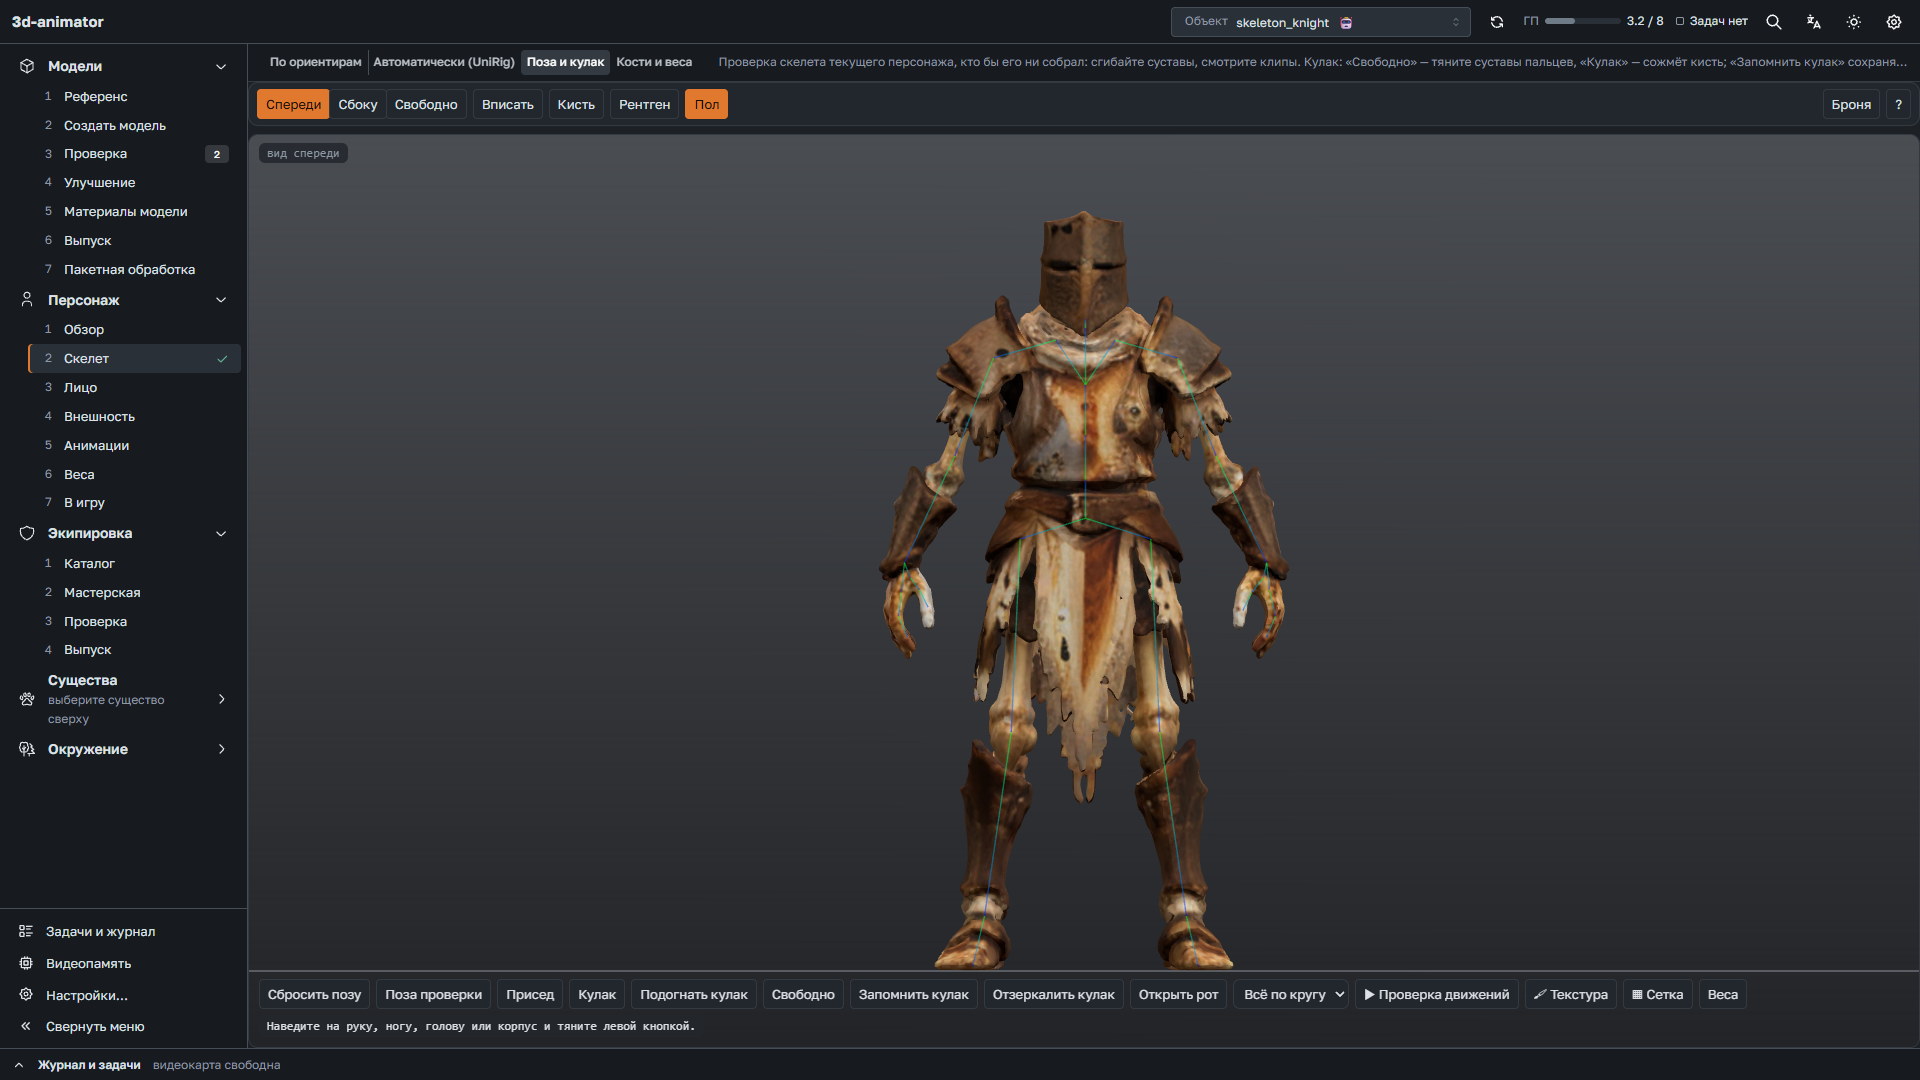 3d-animator
Объект skeleton_knight
ГП 3.2 / 8 Задач нет
Модели
1 Референс
2 Создать модель
3 Проверка 2
4 Улучшение
5 Материалы модели
6 Выпуск
7 Пакетная обработка
Персонаж
1 Обзор
2 Скелет
3 Лицо
4 Внешность
5 Анимации
6 Веса
7 В игру
Экипировка
1 Каталог
2 Мастерская
3 Проверка
4 Выпуск
Существа
выберите существо
сверху
Окружение
Задачи и журнал
Видеопамять
Настройки...
Свернуть меню
По ориентирам Автоматически (UniRig) Поза и кулак Кости и веса Проверка скелета текущего персонажа, кто бы его ни собрал: сгибайте суставы, смотрите клипы. Кулак: «Свободно» — тяните суставы пальцев, «Кулак» — сожмёт кисть; «Запомнить кулак» сохраня...
Спереди Сбоку Свободно Вписать Кисть Рентген Пол Броня ?
вид спереди
Сбросить позу Поза проверки Присед Кулак Подогнать кулак Свободно Запомнить кулак Отзеркалить кулак Открыть рот Всё по кругу Проверка движений Текстура Сетка Веса
Наведите на руку, ногу, голову или корпус и тяните левой кнопкой.
Журнал и задачи видеокарта свободна